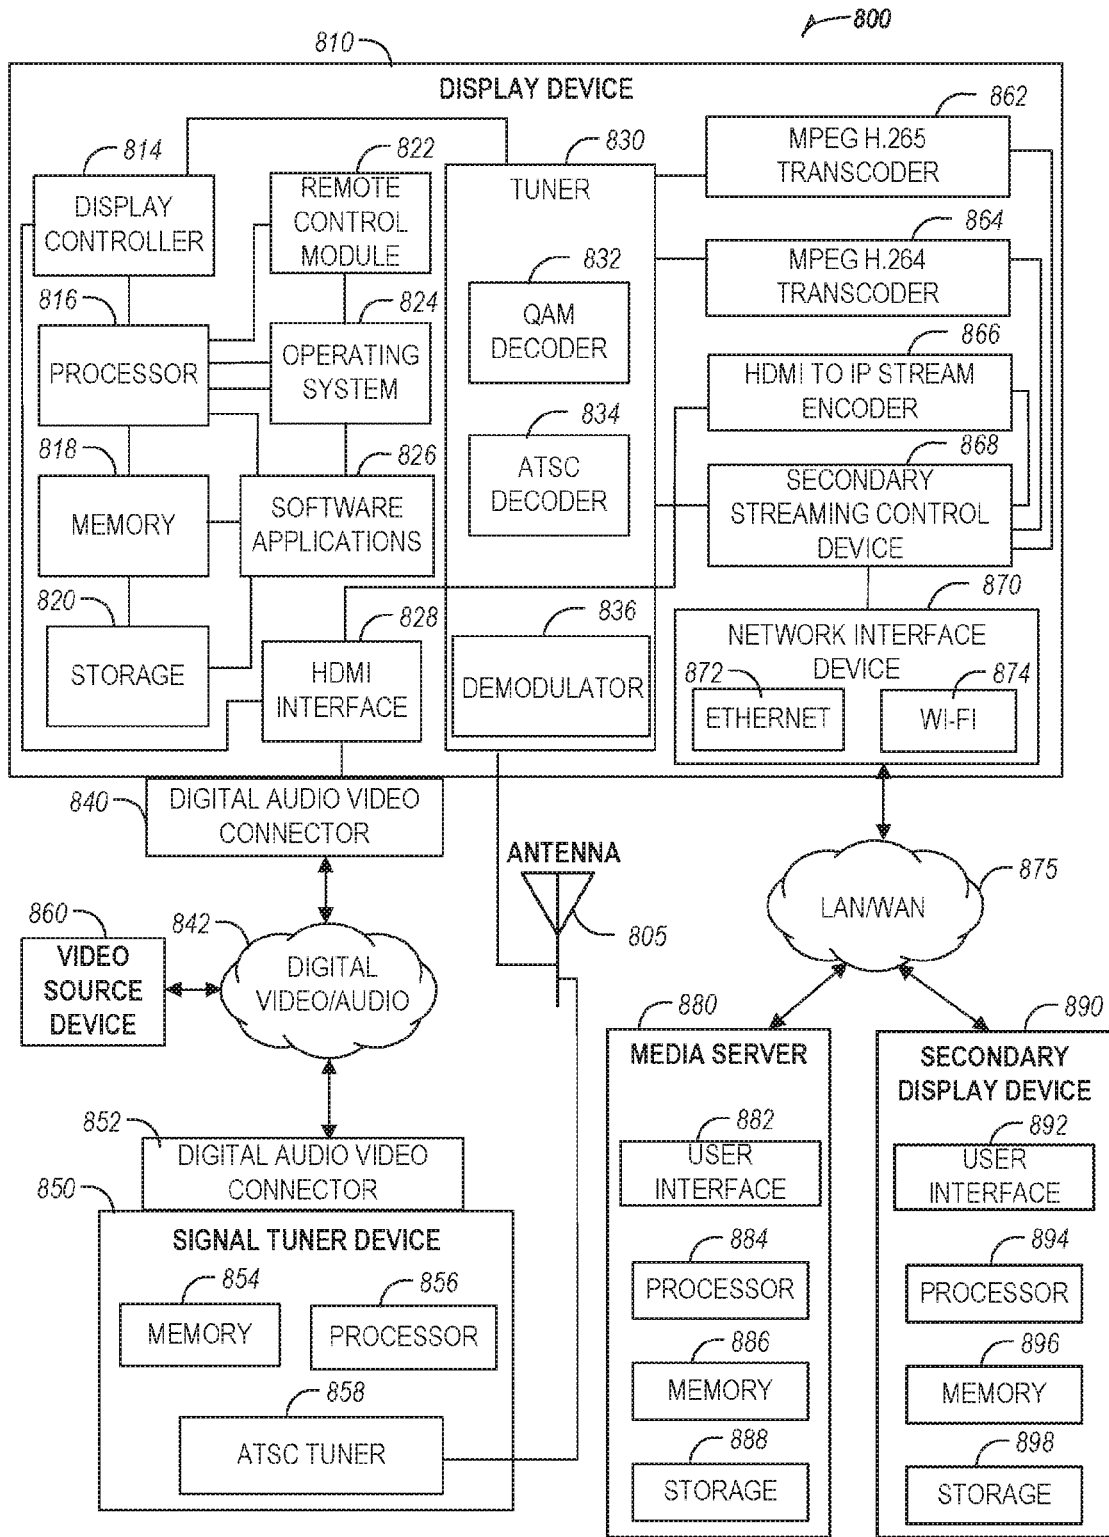 800
810
DISPLAY DEVICE
814
DISPLAY
CONTROLLER
822
REMOTE
CONTROL
MODULE
830
TUNER
862
MPEG H.265
TRANSCODER
864
MPEG H.264
TRANSCODER
816
PROCESSOR
824
OPERATING
SYSTEM
832
QAM
DECODER
866
HDMI TO IP STREAM
ENCODER
818
MEMORY
826
SOFTWARE
APPLICATIONS
834
ATSC
DECODER
868
SECONDARY
STREAMING CONTROL
DEVICE
820
STORAGE
828
HDMI
INTERFACE
836
DEMODULATOR
870
NETWORK INTERFACE
DEVICE
872
ETHERNET
874
WI-FI
840
DIGITAL AUDIO VIDEO
CONNECTOR
ANTENNA
805
875
LAN/WAN
860
VIDEO
SOURCE
DEVICE
842
DIGITAL
VIDEO/AUDIO
852
DIGITAL AUDIO VIDEO
CONNECTOR
850
SIGNAL TUNER DEVICE
854
MEMORY
856
PROCESSOR
858
ATSC TUNER
880
MEDIA SERVER
882
USER
INTERFACE
884
PROCESSOR
886
MEMORY
888
STORAGE
890
SECONDARY
DISPLAY DEVICE
892
USER
INTERFACE
894
PROCESSOR
896
MEMORY
898
STORAGE